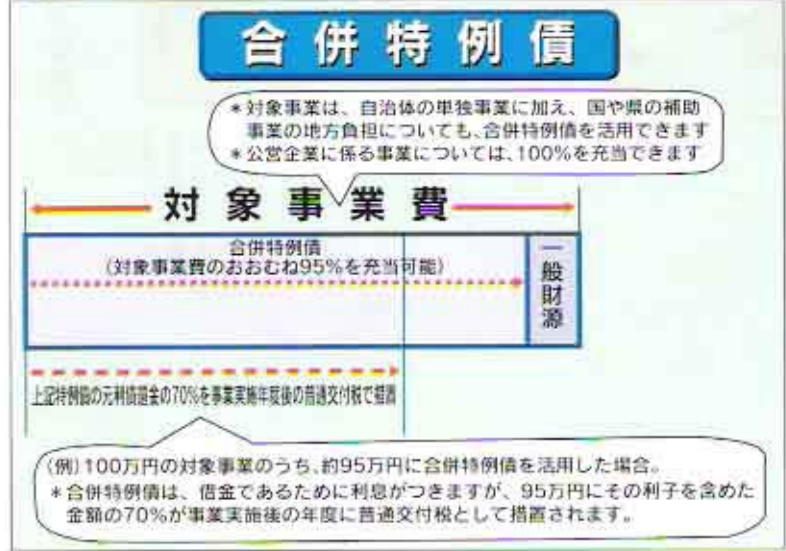 合併特例債
*対象事業は、自治体の単独事業に加え、国や県の補助
事業の地方負担についても、合併特例債を活用できます
*公営企業に係る事業については、100%を充当できます
対象事業費
合併特例債
(対象事業費のおおむね95%を充当可能)
一般財源
上記特例債の元利償還金の70%を事業実施年度後の普通交付税で措置
(例)100万円の対象事業のうち、約95万円に合併特例債を活用した場合。
*合併特例債は、借金であるために利息がつきますが、95万円にその利子を含めた
金額の70%が事業実施後の年度に普通交付税として措置されます。